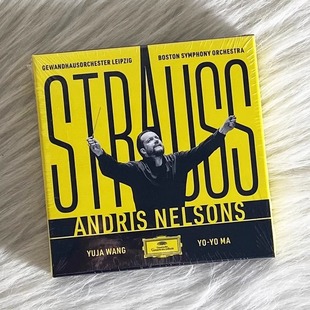 GEWANDHAUSORCHESTER LEIPZIG BOSTON SYMPHONY ORCHESTRA
STRAUSS
ANDRIS NELSONS
YUJA WANG YO-YO MA